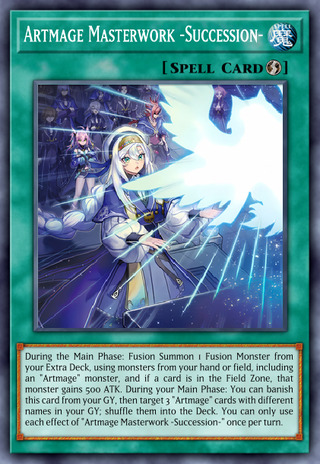 Artmage Masterwork -Succession-
魔
[Spell Card]
During the Main Phase: Fusion Summon 1 Fusion Monster from
your Extra Deck, using monsters from your hand or field, including
an "Artmage" monster, and if a card is in the Field Zone, that
monster gains 500 ATK. During your Main Phase: You can banish
this card from your GY, then target 3 "Artmage" cards with different
names in your GY; shuffle them into the Deck. You can only use
each effect of "Artmage Masterwork -Succession-" once per turn.